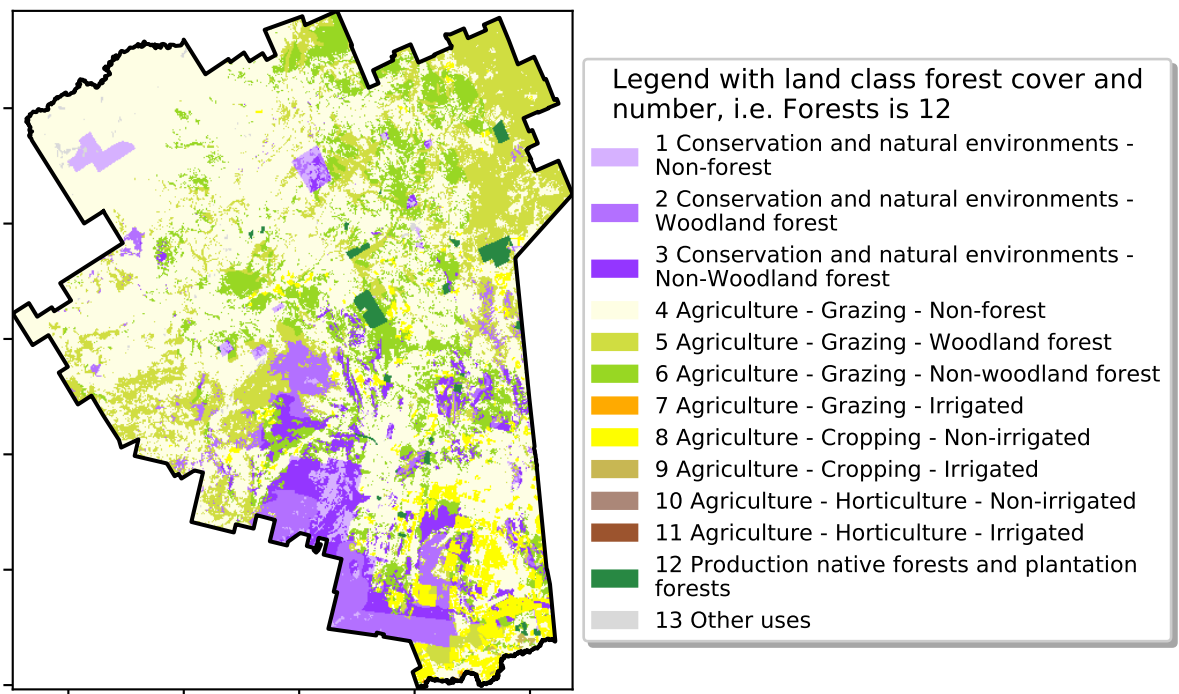 Legend with land class forest cover and
number, i.e. Forests is 12
1 Conservation and natural environments -
Non-forest
2 Conservation and natural environments -
Woodland forest
3 Conservation and natural environments -
Non-Woodland forest
4 Agriculture - Grazing - Non-forest
5 Agriculture - Grazing - Woodland forest
6 Agriculture - Grazing - Non-woodland forest
7 Agriculture - Grazing - Irrigated
8 Agriculture - Cropping - Non-irrigated
9 Agriculture - Cropping - Irrigated
10 Agriculture - Horticulture - Non-irrigated
11 Agriculture - Horticulture - Irrigated
12 Production native forests and plantation
forests
13 Other uses